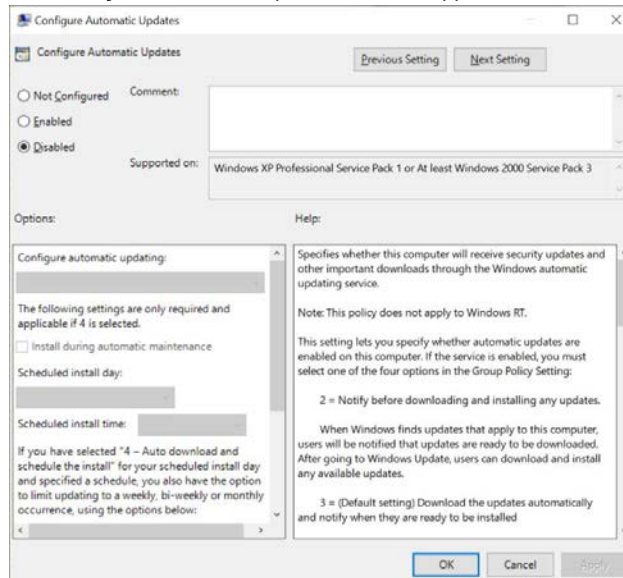 Configure Automatic Updates
Configure Automatic Updates
Previous Setting
Next Setting
Not Configured
Comment:
Enabled
Disabled
Supported on:
Windows XP Professional Service Pack 1 or At least Windows 2000 Service Pack 3
Options:
Help:
Configure automatic updating:
The following settings are only required and
applicable if 4 is selected.
Install during automatic maintenance
Scheduled install day:
Scheduled install time:
If you have selected "4 – Auto download and
schedule the install" for your scheduled install day
and specified a schedule, you also have the option
to limit updating to a weekly, bi-weekly or monthly
occurrence, using the options below:
Specifies whether this computer will receive security updates and
other important downloads through the Windows automatic
updating service.
Note: This policy does not apply to Windows RT.
This setting lets you specify whether automatic updates are
enabled on this computer. If the service is enabled, you must
select one of the four options in the Group Policy Setting:
2 = Notify before downloading and installing any updates.
When Windows finds updates that apply to this computer,
users will be notified that updates are ready to be downloaded.
After going to Windows Update, users can download and install
any available updates.
3 = (Default setting) Download the updates automatically
and notify when they are ready to be installed
OK
Cancel
Apply